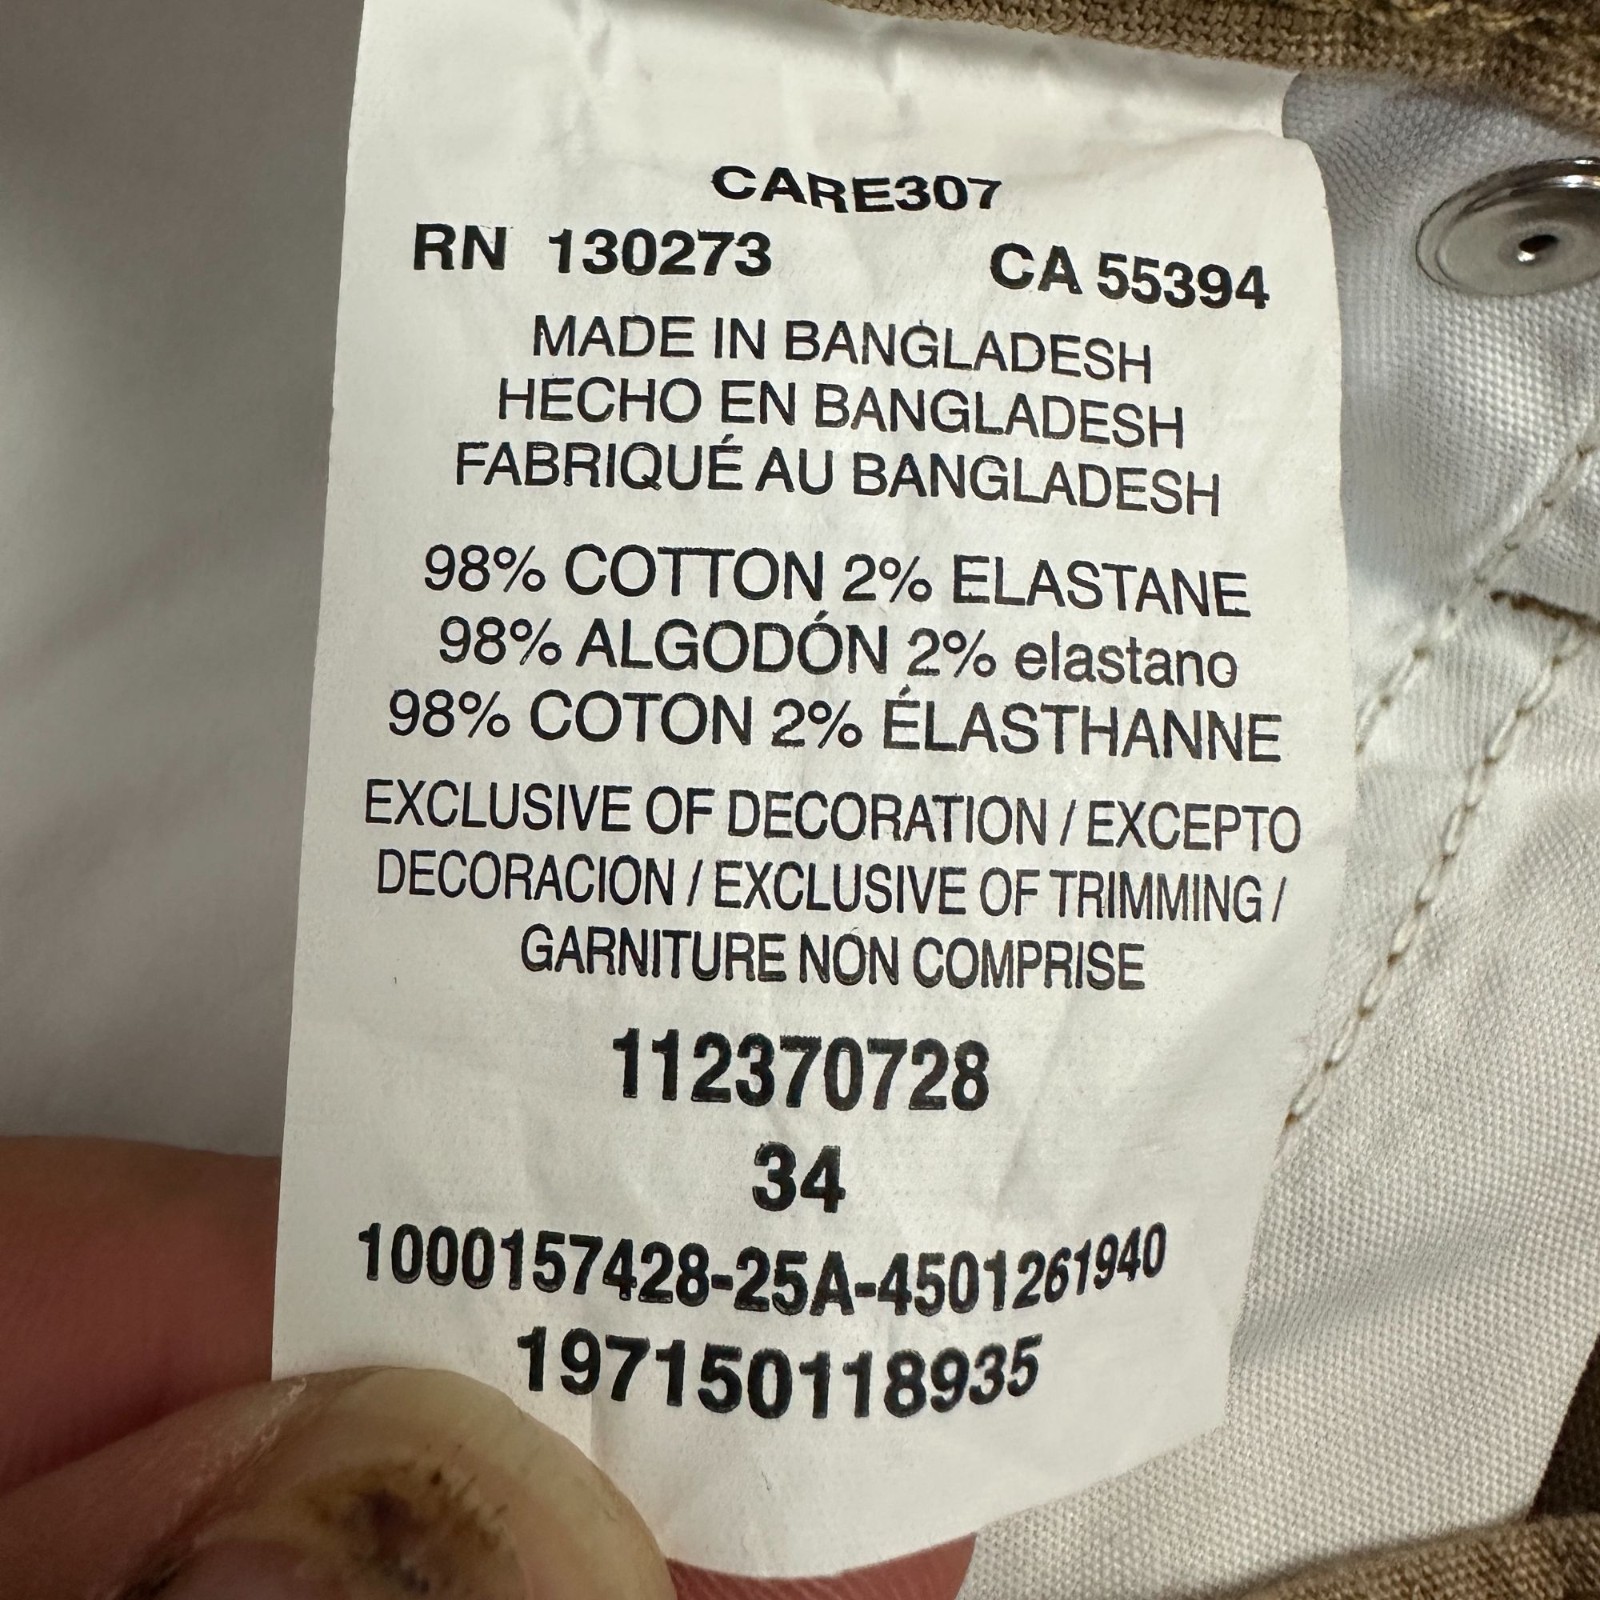 CARE307
RN 130273 CA 55394
MADE IN BANGLADESH
HECHO EN BANGLADESH
FABRIQUÉ AU BANGLADESH
98% COTTON 2% ELASTANE
98% ALGODÓN 2% elastano
98% COTON 2% ÉLASTHANNE
EXCLUSIVE OF DECORATION / EXCEPTO
DECORACION / EXCLUSIVE OF TRIMMING /
GARNITURE NON COMPRISE
112370728
34
1000157428-25A-4501261940
197150118935